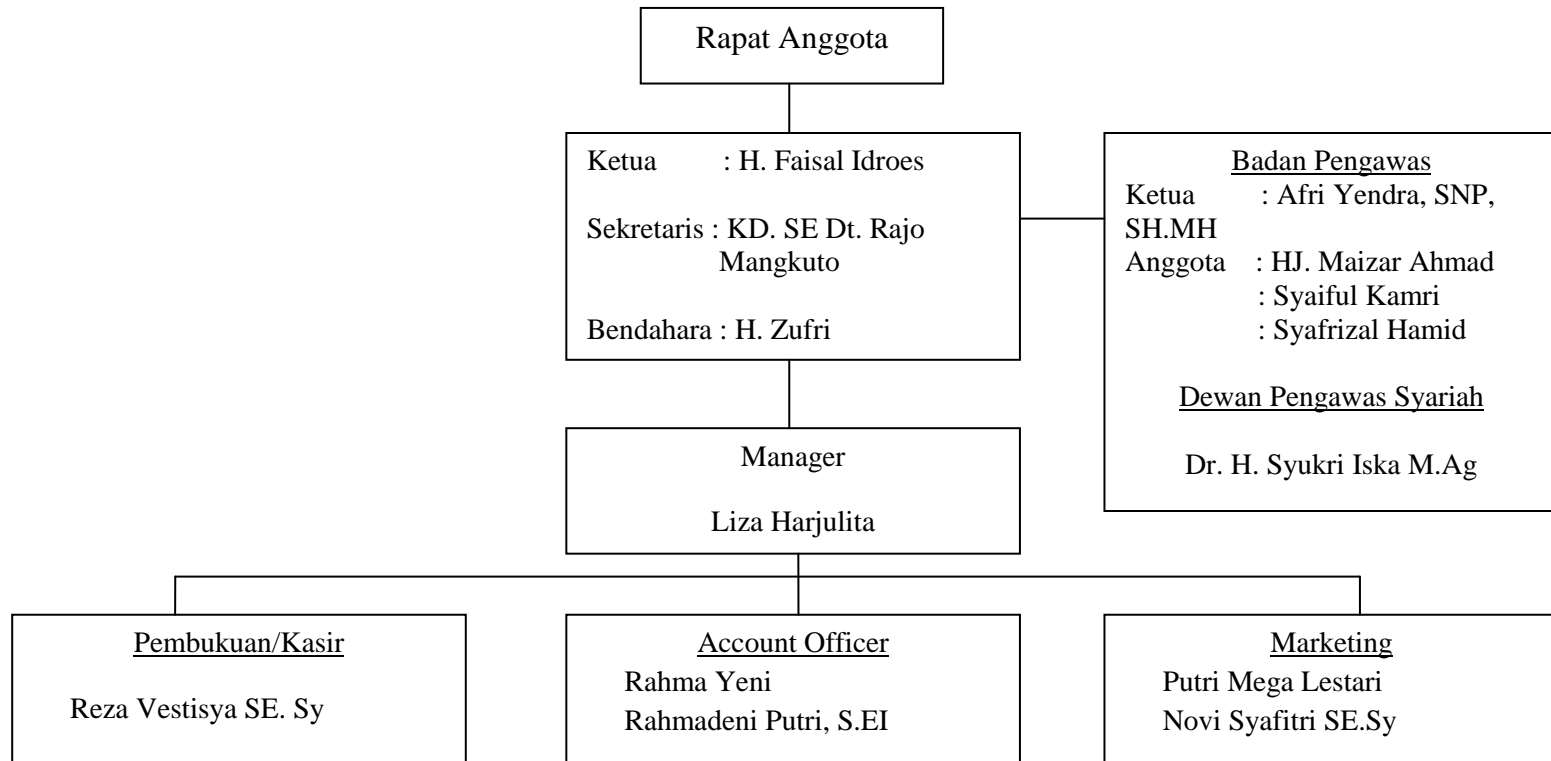 Rapat Anggota
Ketua : H. Faisal Idroes
Sekretaris : KD. SE Dt. Rajo
Mangkuto
Bendahara : H. Zufri
Badan Pengawas
Ketua : Afri Yendra, SNP,
SH.MH
Anggota : HJ. Maizar Ahmad
: Syaiful Kamri
: Syafrizal Hamid
Dewan Pengawas Syariah
Dr. H. Syukri Iska M.Ag
Manager
Liza Harjulita
Pembukuan/Kasir
Reza Vestisya SE. Sy
Account Officer
Rahma Yeni
Rahmadeni Putri, S.EI
Marketing
Putri Mega Lestari
Novi Syafitri SE.Sy